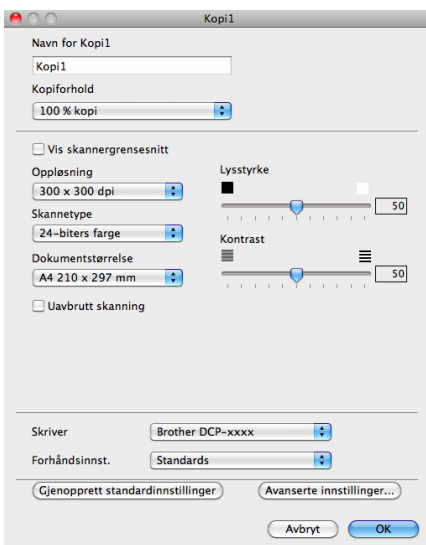 Kopi1
Navn for Kopi1
Kopi1
Kopiforhold
100 % kopi
Vis skannergrensesnitt
Oppløsning
300 x 300 dpi
Skannetype
24-biters farge
Dokumentstørrelse
A4 210 x 297 mm
Uavbrutt skanning
Lysstyrke
50
Kontrast
50
Skriver
Brother DCP-xxxx
Forhåndsinnst.
Standards
Gjenopprett standardinnstillinger
Avanserte innstillinger...
Avbryt
OK